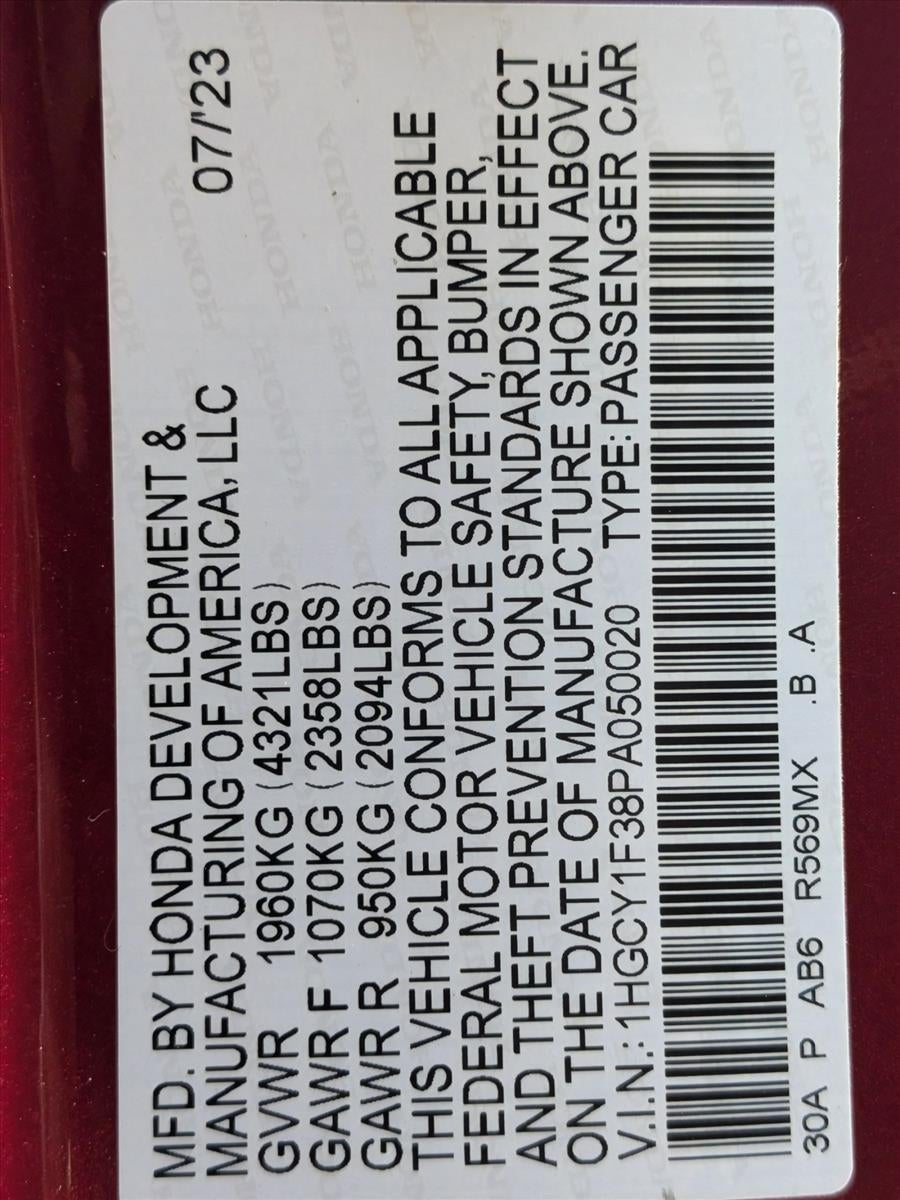 MFD. BY HONDA DEVELOPMENT &
MANUFACTURING OF AMERICA, LLC 07/'23
GVWR 1960KG (4321LBS)
GAWR F 1070KG (2358LBS)
GAWR R 950KG (2094LBS)
THIS VEHICLE CONFORMS TO ALL APPLICABLE
FEDERAL MOTOR VEHICLE SAFETY, BUMPER,
AND THEFT PREVENTION STANDARDS IN EFFECT
ON THE DATE OF MANUFACTURE SHOWN ABOVE.
V.I.N.: 1HGCY1F38PA050020 TYPE: PASSENGER CAR
30A P AB6 R569MX .B .A